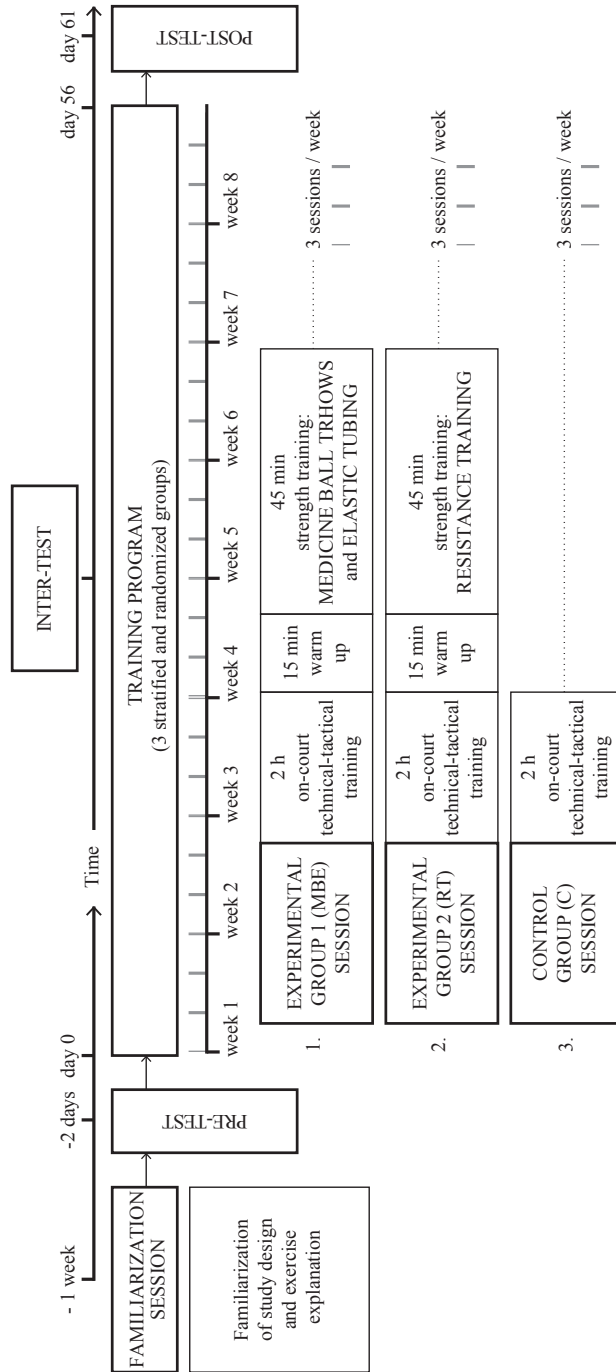 - 1 week
-2 days
day 0
Time
day 56
day 61
INTER-TEST
FAMILIARIZATION
SESSION
PRE-TEST
TRAINING PROGRAM
(3 stratified and randomized groups)
POST-TEST
Familiarization
of study design
and exercise
explanation
week 1
week 2
week 3
week 4
week 5
week 6
week 7
week 8
1.
EXPERIMENTAL
GROUP 1 (MBE)
SESSION
2 h
on-court
technical-tactical
training
15 min
warm
up
45 min
strength training:
MEDICINE BALL TRHOWS
and ELASTIC TUBING
3 sessions / week
2.
EXPERIMENTAL
GROUP 2 (RT)
SESSION
2 h
on-court
technical-tactical
training
15 min
warm
up
45 min
strength training:
RESISTANCE TRAINING
3 sessions / week
3.
CONTROL
GROUP (C)
SESSION
2 h
on-court
technical-tactical
training
3 sessions / week